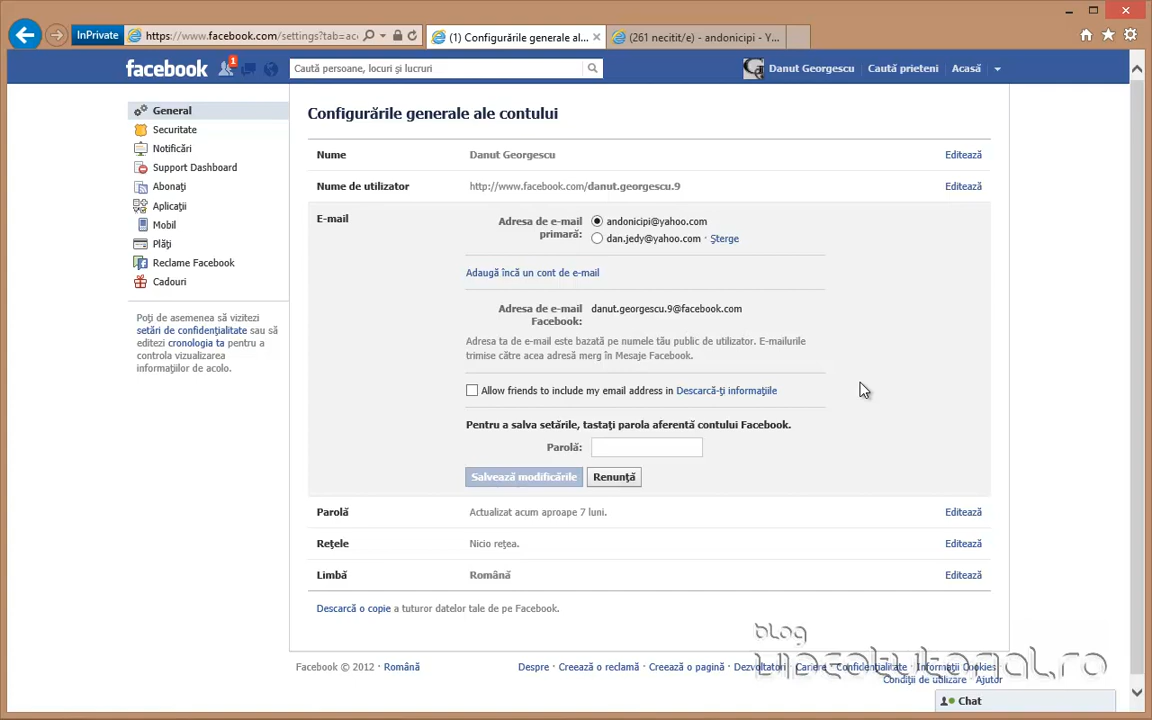 InPrivate
https://www.facebook.com/settings?tab=acc
(1) Configurările generale al...
(261 necitit/e) - andonicipi - Y...
facebook
1
Caută persoane, locuri și lucruri
Danut Georgescu
Caută prieteni
Acasă
General
Securitate
Notificări
Support Dashboard
Abonați
Aplicații
Mobil
Plăți
Reclame Facebook
Cadouri
Poți de asemenea să vizitezi
setări de confidențialitate sau să
editezi cronologia ta pentru a
controla vizualizarea
informațiilor de acolo.
Configurările generale ale contului
Nume Danut Georgescu Editează
Nume de utilizator http://www.facebook.com/danut.georgescu.9 Editează
E-mail
Adresa de e-mail
primară:
andonicipi@yahoo.com
dan.jedy@yahoo.com · Șterge
Adaugă încă un cont de e-mail
Adresa de e-mail
Facebook:
danut.georgescu.9@facebook.com
Adresa ta de e-mail este bazată pe numele tău public de utilizator. E-mailurile
trimise către acea adresă merg în Mesaje Facebook.
Allow friends to include my email address in Descarcă-ți informațiile
Pentru a salva setările, tastați parola aferentă contului Facebook.
Parolă:
Salvează modificările Renunță
Parolă Actualizat acum aproape 7 luni. Editează
Rețele Nicio rețea. Editează
Limbă Română Editează
Descarcă o copie a tuturor datelor tale de pe Facebook.
blog
videotutorial.ro
Facebook © 2012 · Română
Despre · Creează o reclamă · Creează o pagină · Dezvoltatori · Cariere · Confidențialitate · Informații Cookies ·
Condiții de utilizare · Ajutor
Chat